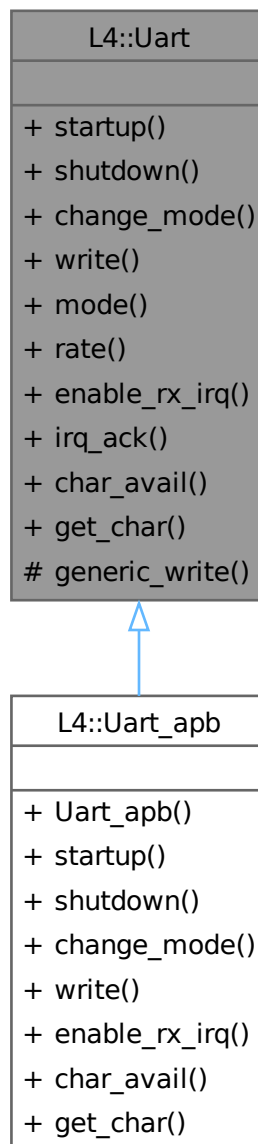 L4::Uart
+ startup()
+ shutdown()
+ change_mode()
+ write()
+ mode()
+ rate()
+ enable_rx_irq()
+ irq_ack()
+ char_avail()
+ get_char()
# generic_write()
L4::Uart_apb
+ Uart_apb()
+ startup()
+ shutdown()
+ change_mode()
+ write()
+ enable_rx_irq()
+ char_avail()
+ get_char()